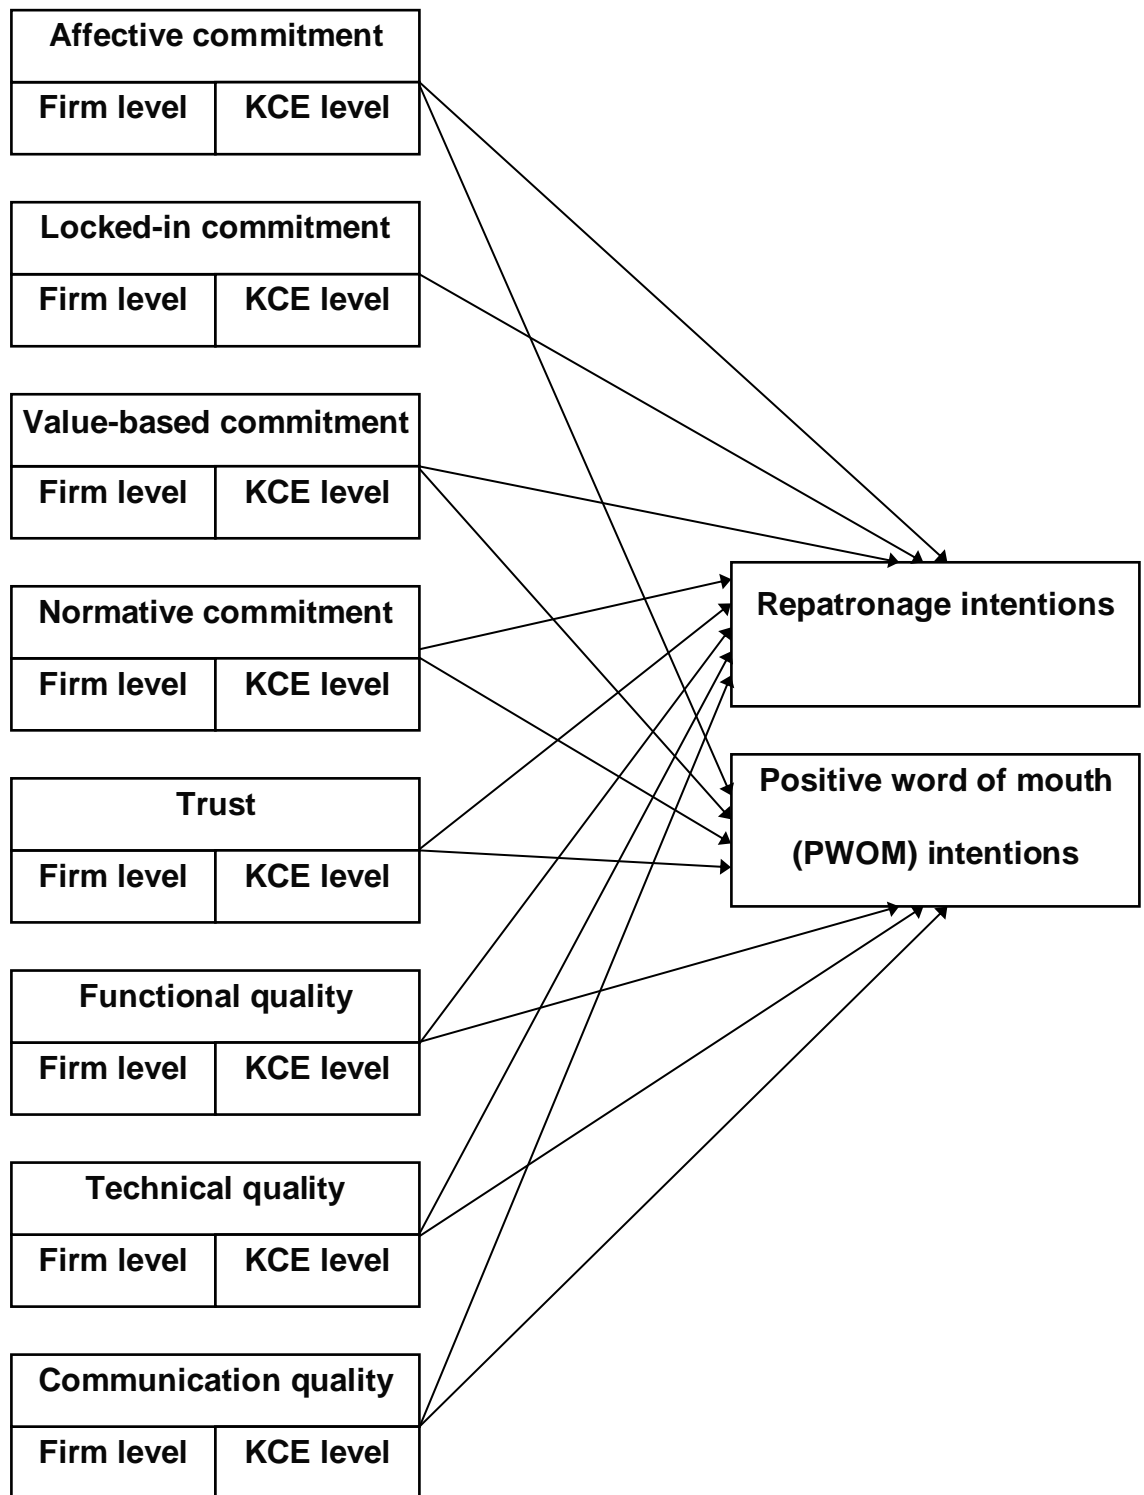 Affective commitment
Firm level KCE level
Locked-in commitment
Firm level KCE level
Value-based commitment
Firm level KCE level
Normative commitment
Firm level KCE level
Trust
Firm level KCE level
Functional quality
Firm level KCE level
Technical quality
Firm level KCE level
Communication quality
Firm level KCE level
Repatronage intentions
Positive word of mouth
(PWOM) intentions